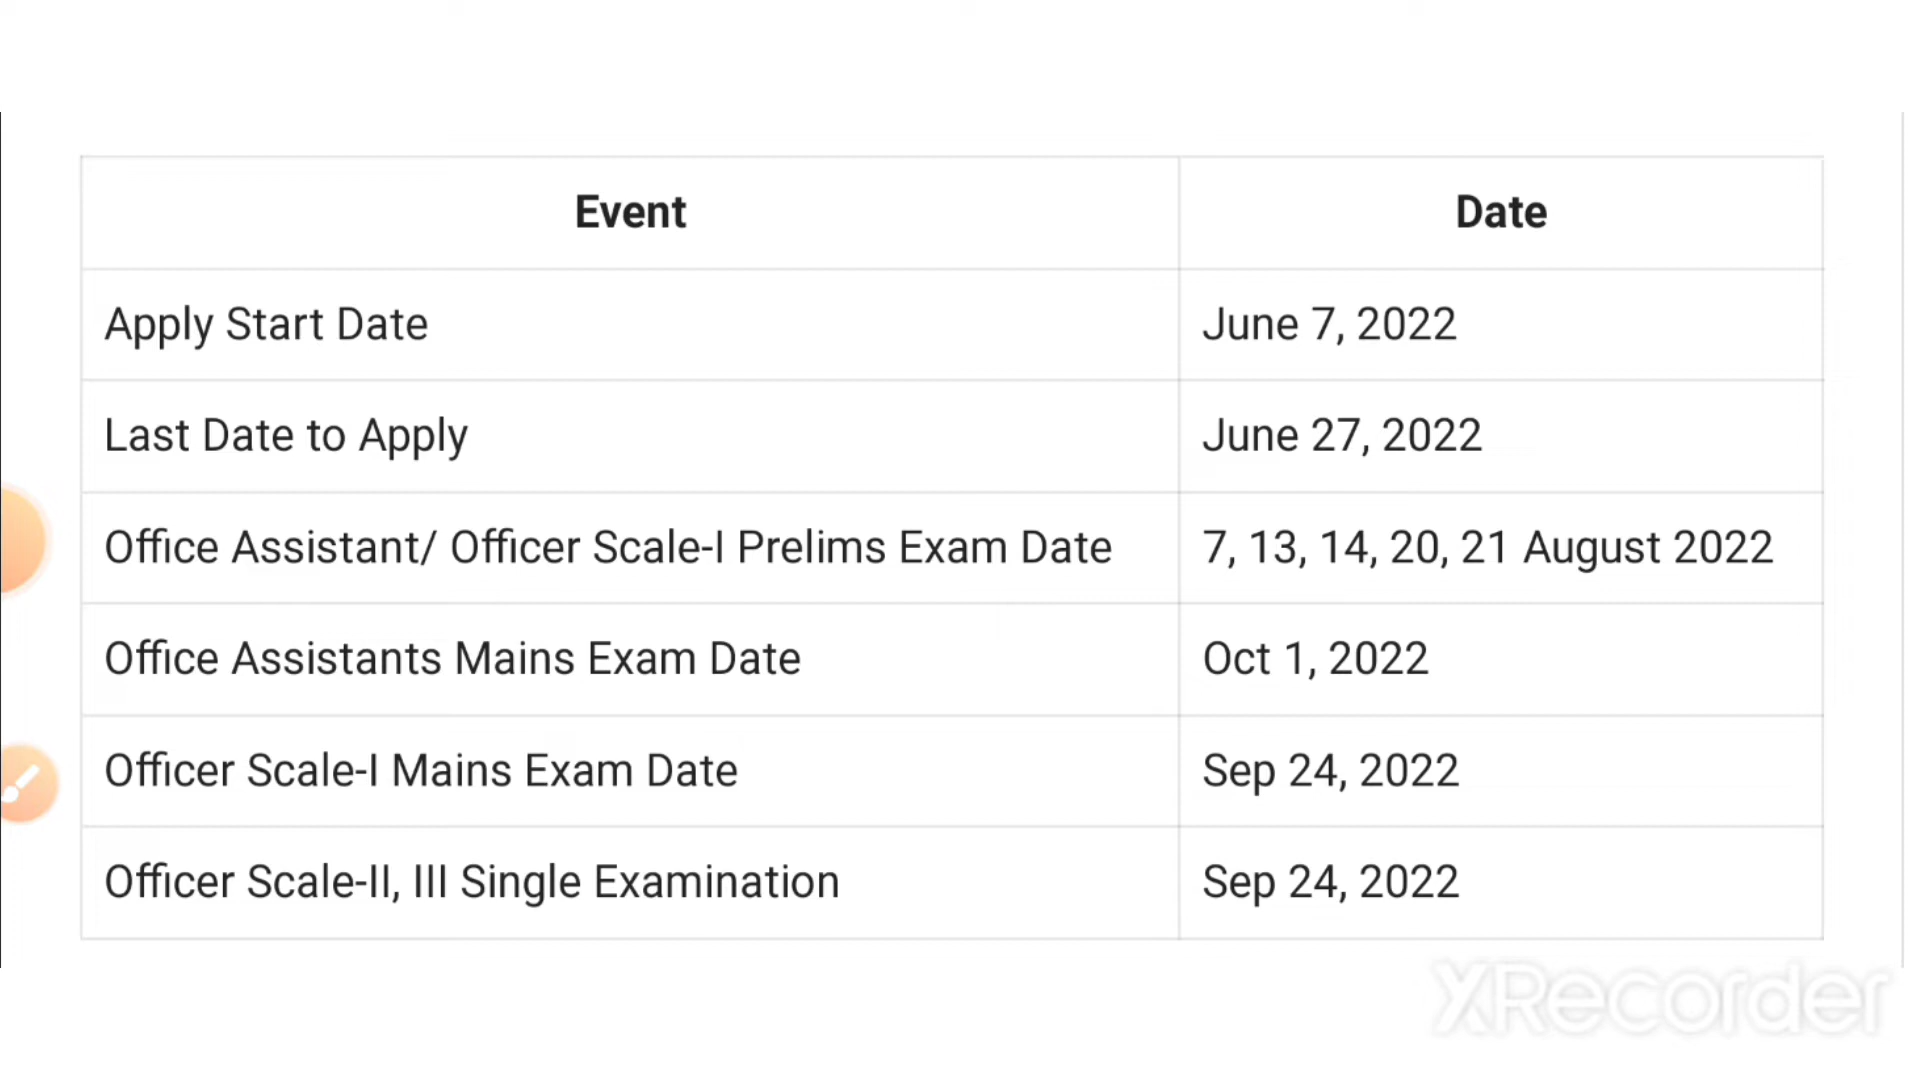 Event Date
Apply Start Date June 7, 2022
Last Date to Apply June 27, 2022
Office Assistant/ Officer Scale-I Prelims Exam Date 7, 13, 14, 20, 21 August 2022
Office Assistants Mains Exam Date Oct 1, 2022
Officer Scale-I Mains Exam Date Sep 24, 2022
Officer Scale-II, III Single Examination Sep 24, 2022
XRecorder